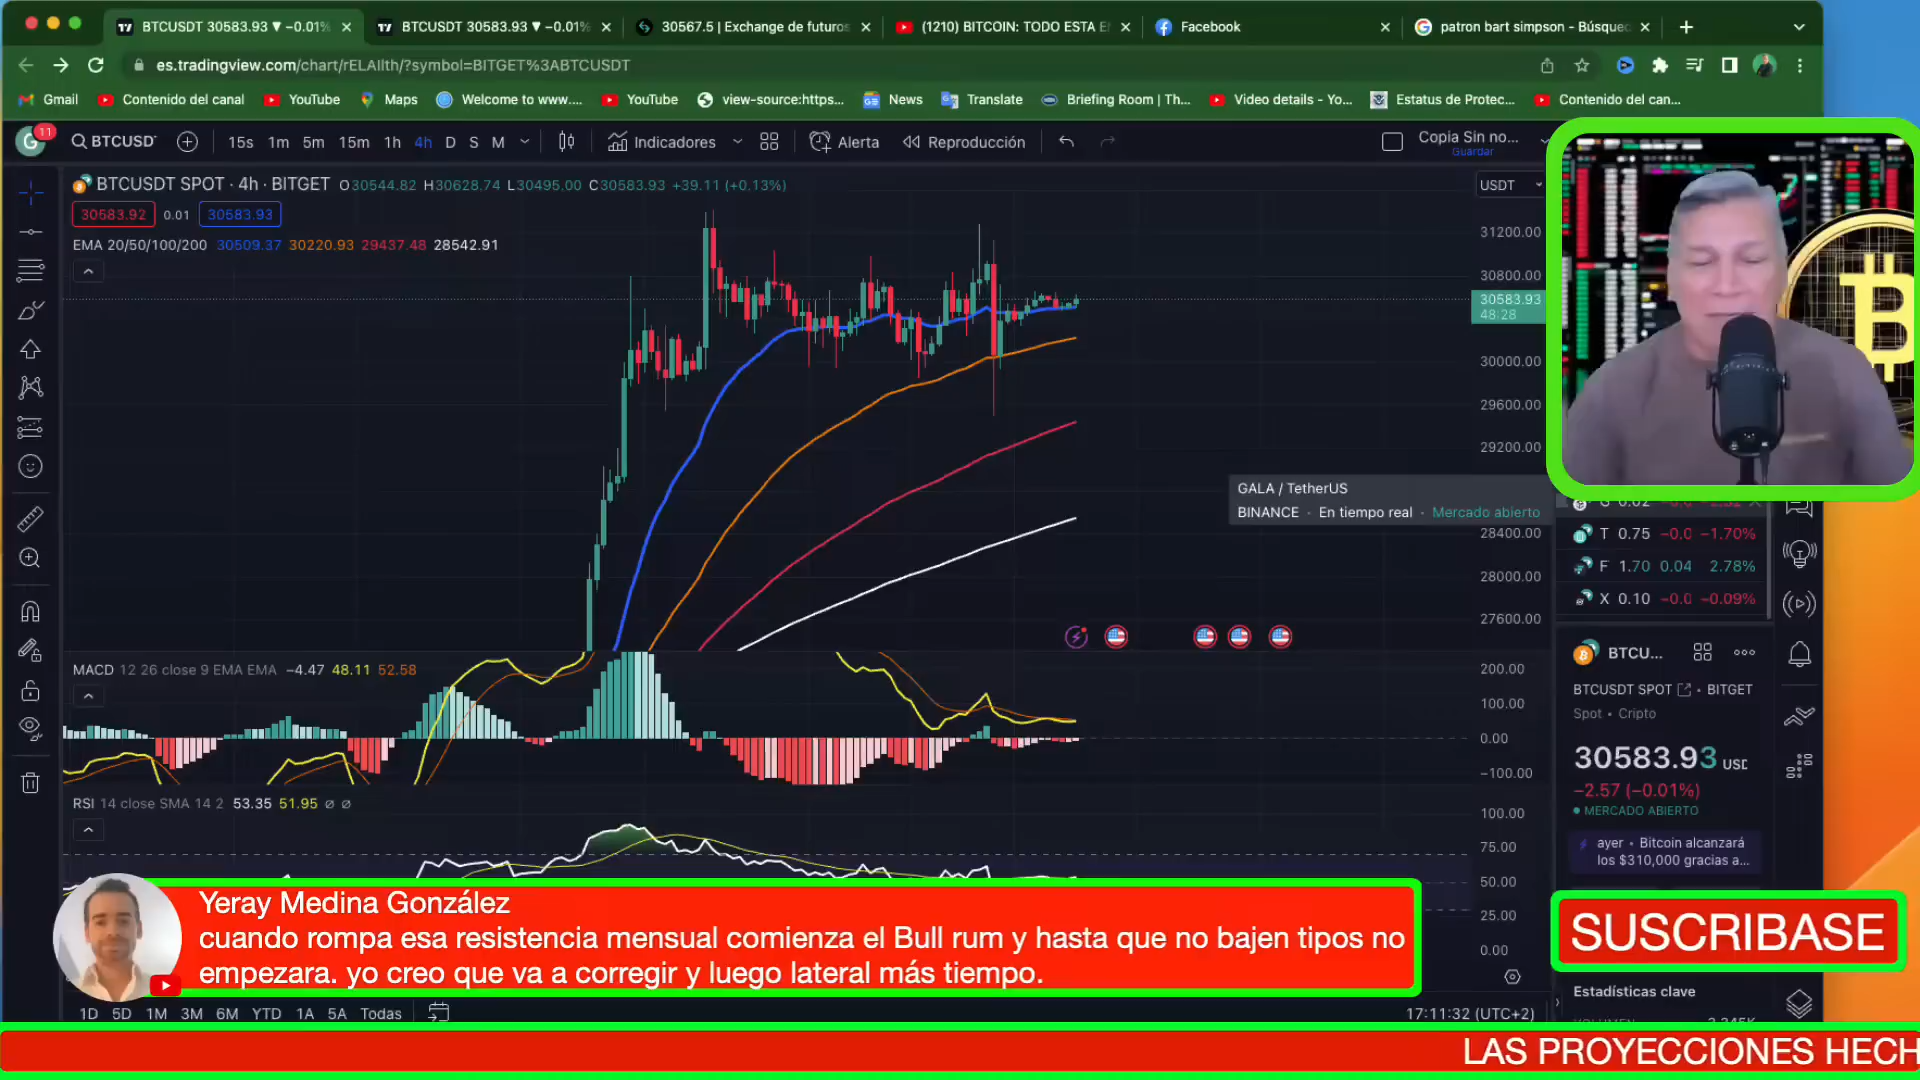 BTCUSDT 30583.93 ▼ −0.01%
BTCUSDT 30583.93 ▼ −0.01%
30567.5 | Exchange de futuros
(1210) BITCOIN: TODO ESTA E
Facebook
patron bart simpson - Búsque
es.tradingview.com/chart/rELAIlth/?symbol=BITGET%3ABTCUSDT
Gmail
Contenido del canal
YouTube
Maps
Welcome to www....
YouTube
view-source:https...
News
Translate
Briefing Room | Th...
Video details - Yo...
Estatus de Protec...
Contenido del can...
G 11
BTCUSD
15s 1m 5m 15m 1h 4h D S M
Indicadores
Alerta
Reproducción
Copia Sin no...
Guardar
BTCUSDT SPOT · 4h · BITGET O30544.82 H30628.74 L30495.00 C30583.93 +39.11 (+0.13%)
USDT
30583.92 0.01 30583.93
EMA 20/50/100/200 30509.37 30220.93 29437.48 28542.91
31200.00
30800.00
30583.93
48:28
30000.00
29600.00
29200.00
28400.00
28000.00
27600.00
GALA / TetherUS
BINANCE · En tiempo real · Mercado abierto
T 0.75 −0.0 −1.70%
F 1.70 0.04 2.78%
X 0.10 −0.0 −0.09%
BTCU...
BTCUSDT SPOT · BITGET
Spot • Cripto
30583.93
−2.57 (−0.01%)
MERCADO ABIERTO
ayer • Bitcoin alcanzará
los $310,000 gracias a...
Estadísticas clave
MACD 12 26 close 9 EMA EMA −4.47 48.11 52.58
200.00
100.00
0.00
−100.00
RSI 14 close SMA 14 2 53.35 51.95 ∅ ∅
100.00
75.00
50.00
25.00
0.00
Yeray Medina González
cuando rompa esa resistencia mensual comienza el Bull rum y hasta que no bajen tipos no
empezara. yo creo que va a corregir y luego lateral más tiempo.
SUSCRIBASE
1D 5D 1M 3M 6M YTD 1A 5A Todas
17:11:32 (UTC+2)
LAS PROYECCIONES HECH